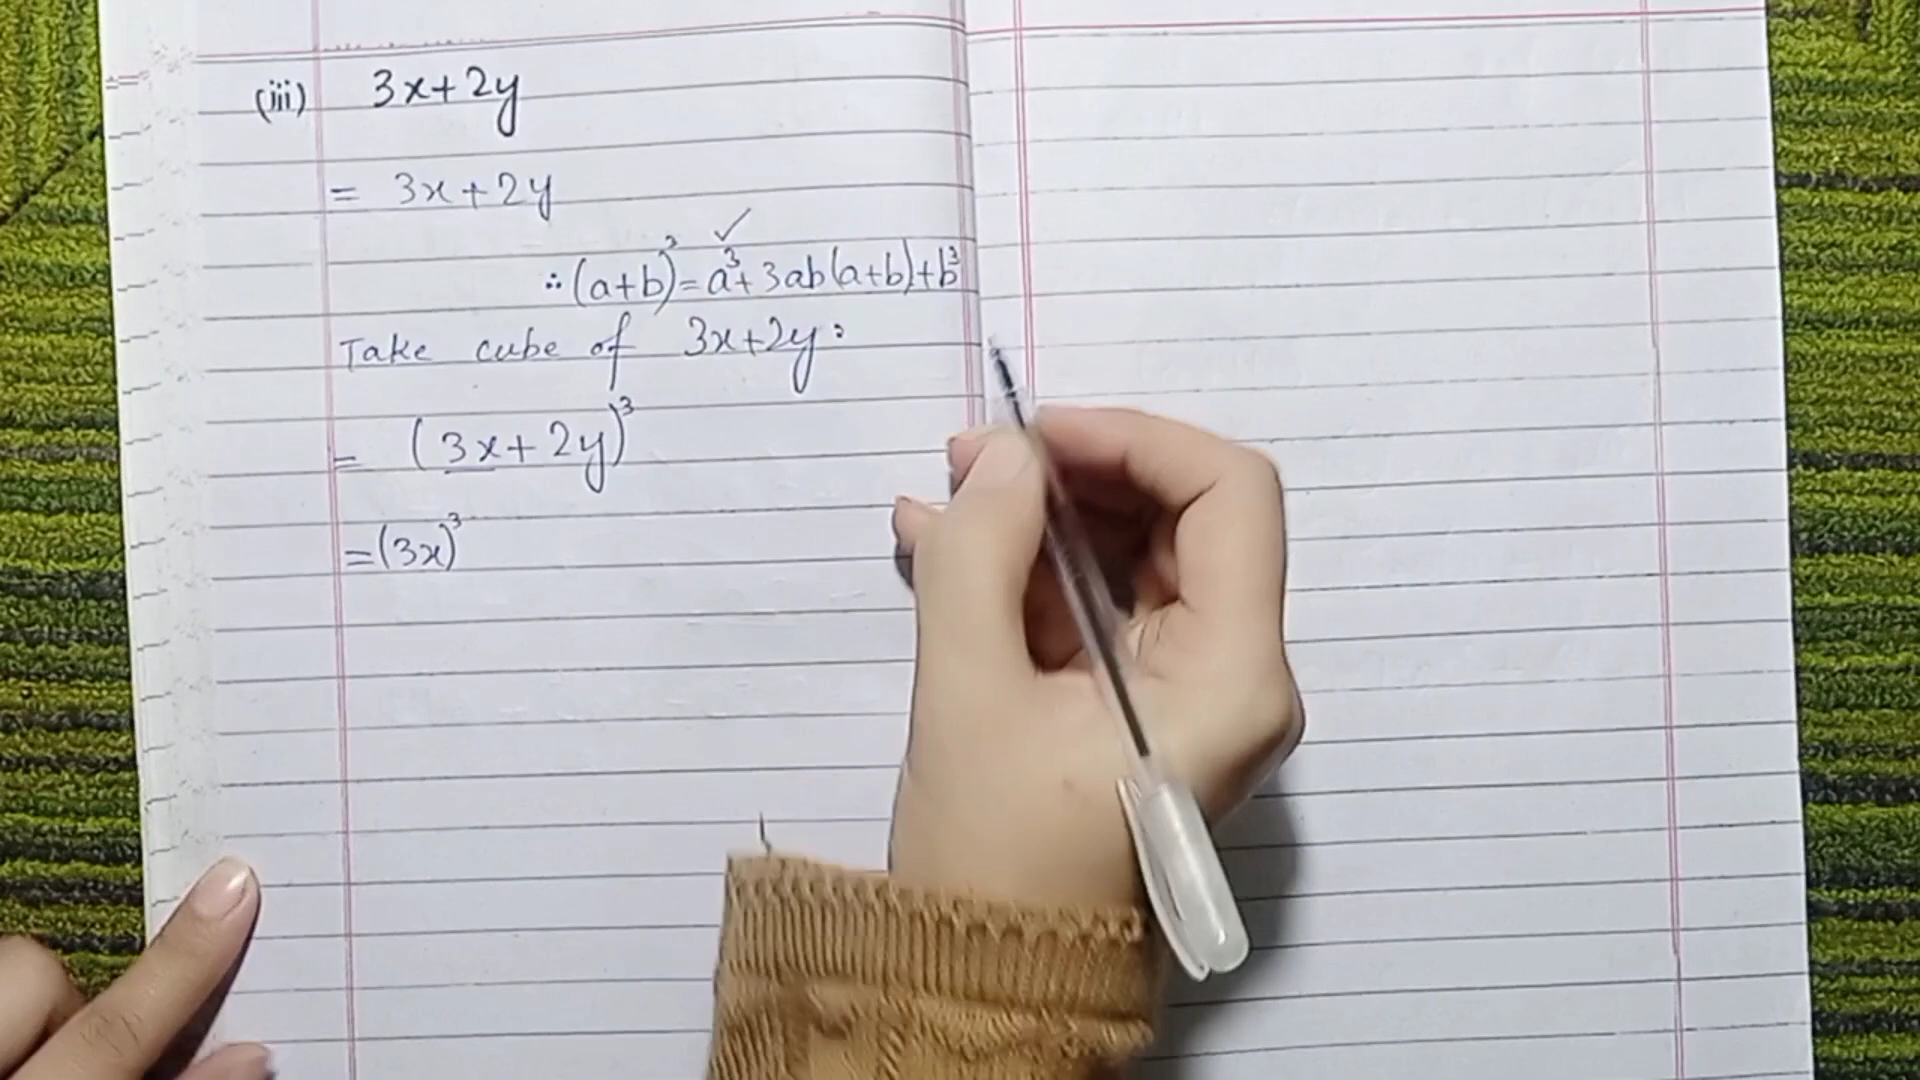 (iii) 3x+2y
= 3x+2y
∴ (a+b)³ = a³+3ab(a+b)+b³
Take cube of 3x+2y:
= (3x+2y)³
= (3x)³